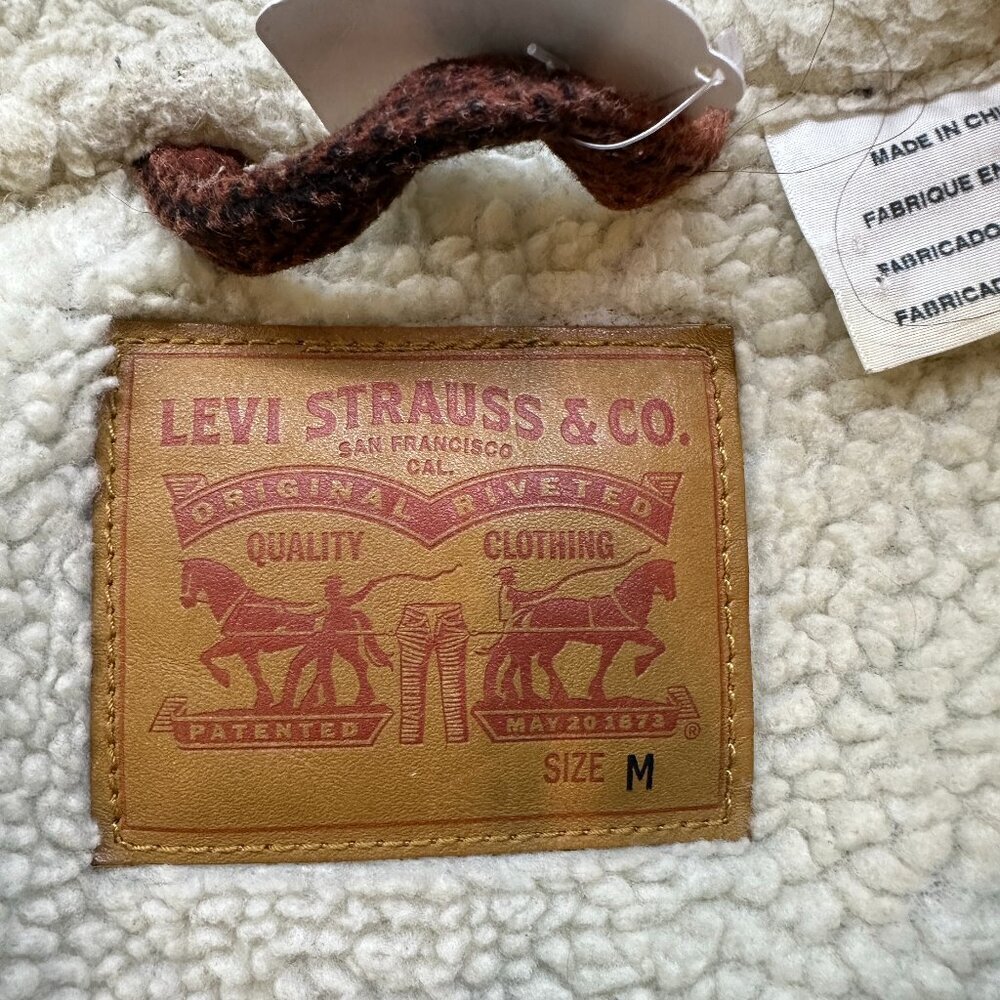 MADE IN CH
FABRIQUE EN
FABRICADO
FABRICAD
LEVI STRAUSS & CO.
SAN FRANCISCO
CAL.
ORIGINAL RIVETED
QUALITY CLOTHING
PATENTED MAY 20 1873 ®
SIZE M